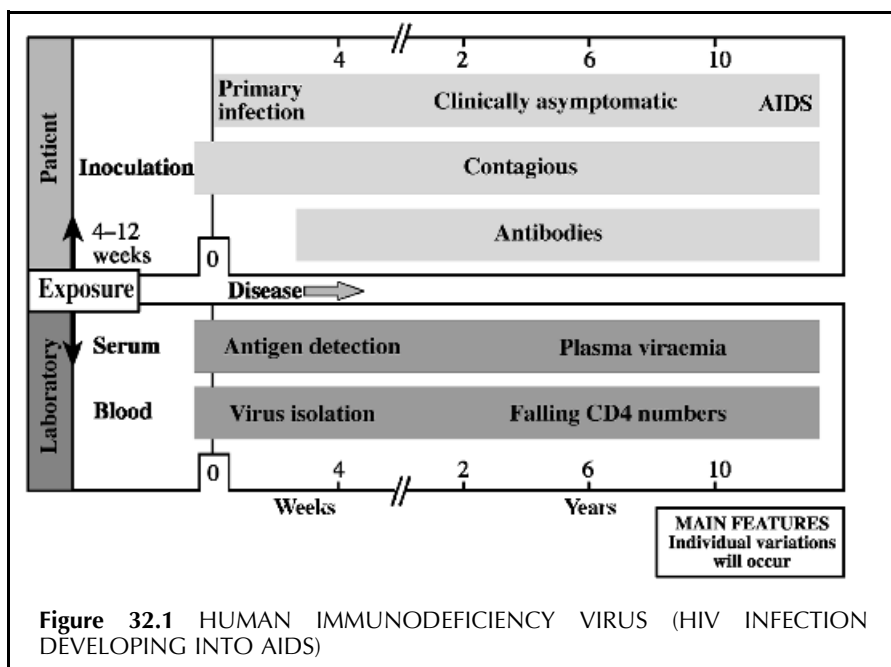 4 2 6 10
Primary infection Clinically asymptomatic AIDS
Patient
Inoculation Contagious
4–12 weeks
0
Antibodies
Exposure Disease
Laboratory
Serum Antigen detection Plasma viraemia
Blood Virus isolation Falling CD4 numbers
0 4 2 6 10
Weeks Years
MAIN FEATURES
Individual variations
will occur
Figure 32.1 HUMAN IMMUNODEFICIENCY VIRUS (HIV INFECTION
DEVELOPING INTO AIDS)